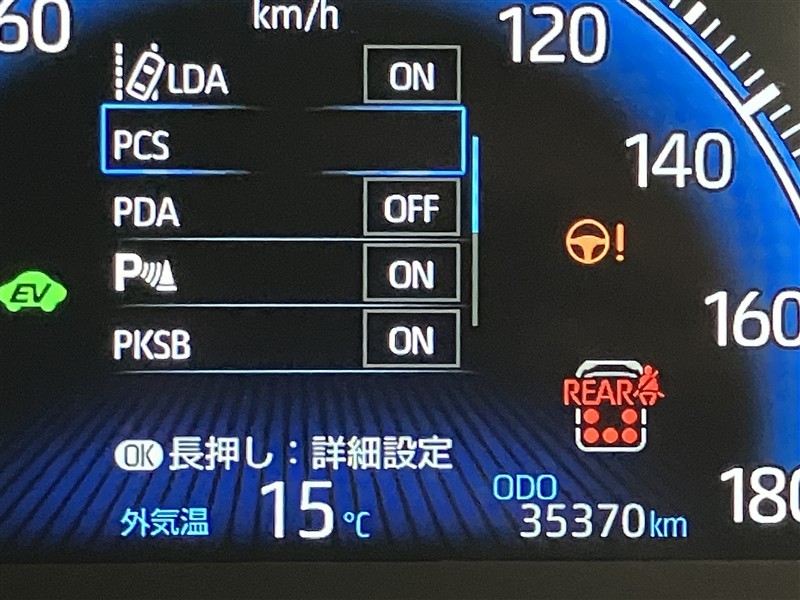 60
km/h
120
LDA ON
PCS
140
PDA OFF
P ON
EV
160
PKSB ON
REAR
OK 長押し：詳細設定
180
外気温 15℃
ODO
35370km